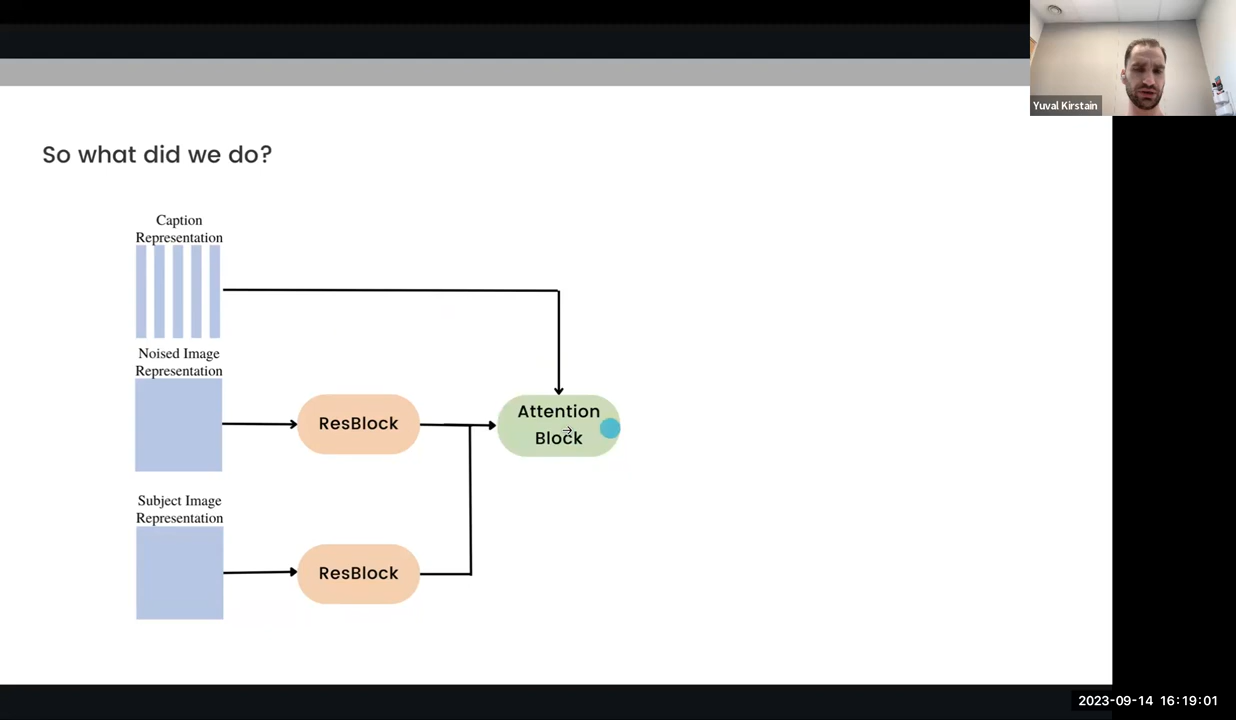 Yuval Kirstain
So what did we do?
Caption
Representation
Noised Image
Representation
ResBlock
Attention
Block
Subject Image
Representation
ResBlock
2023-09-14 16:19:01